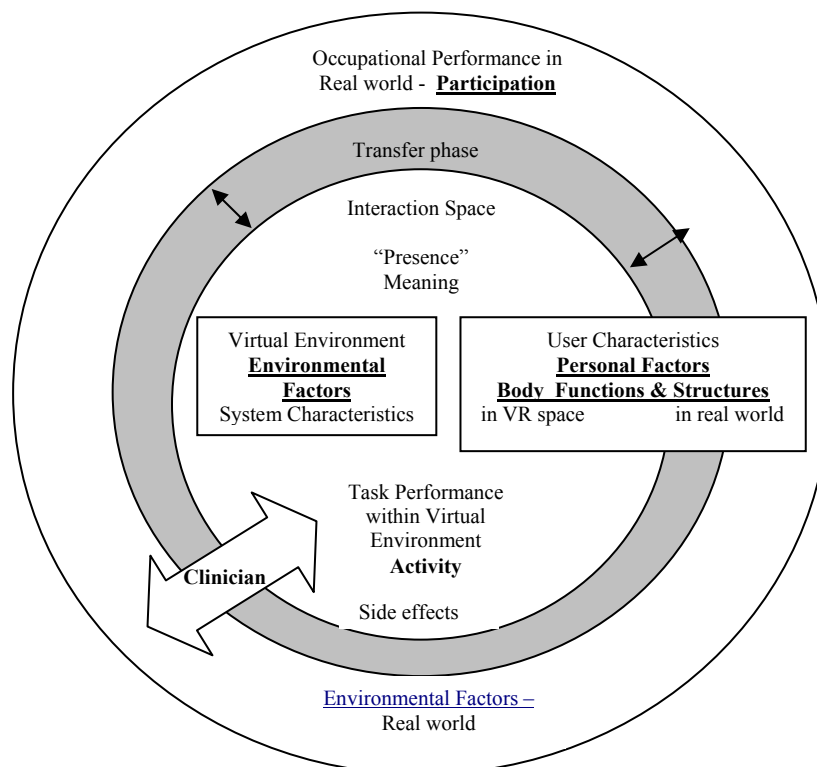 Occupational Performance in
Real world - Participation
Transfer phase
Interaction Space
“Presence”
Meaning
Virtual Environment
Environmental
Factors
System Characteristics
User Characteristics
Personal Factors
Body Functions & Structures
in VR space in real world
Task Performance
within Virtual
Environment
Activity
Clinician
Side effects
Environmental Factors –
Real world